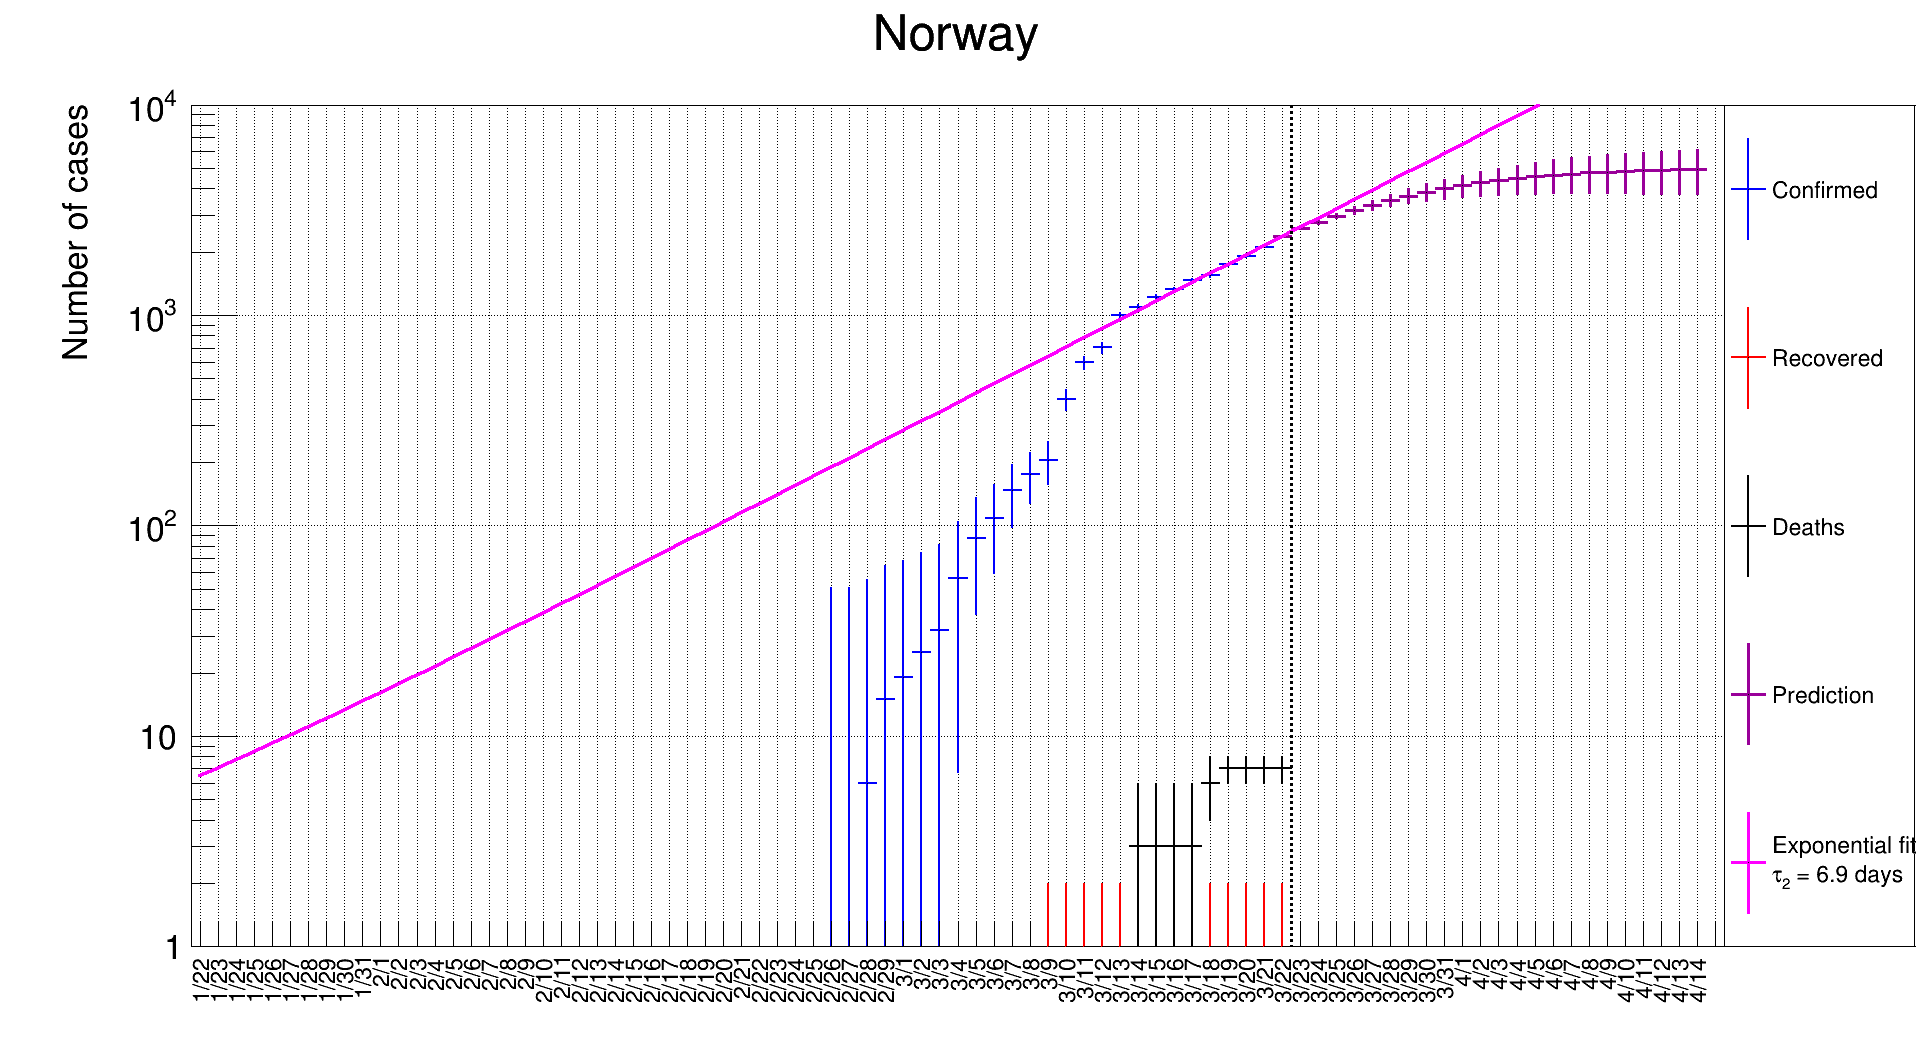 Norway
Number of cases
10⁴
10³
10²
10
1
1/22 1/23 1/24 1/25 1/26 1/27 1/28 1/29 1/30 1/31 2/1 2/2 2/3 2/4 2/5 2/6 2/7 2/8 2/9 2/10 2/11 2/12 2/13 2/14 2/15 2/16 2/17 2/18 2/19 2/20 2/21 2/22 2/23 2/24 2/25 2/26 2/27 2/28 2/29 3/1 3/2 3/3 3/4 3/5 3/6 3/7 3/8 3/9 3/10 3/11 3/12 3/13 3/14 3/15 3/16 3/17 3/18 3/19 3/20 3/21 3/22 3/23 3/24 3/25 3/26 3/27 3/28 3/29 3/30 3/31 4/1 4/2 4/3 4/4 4/5 4/6 4/7 4/8 4/9 4/10 4/11 4/12 4/13 4/14
Confirmed
Recovered
Deaths
Prediction
Exponential fit
τ₂ = 6.9 days